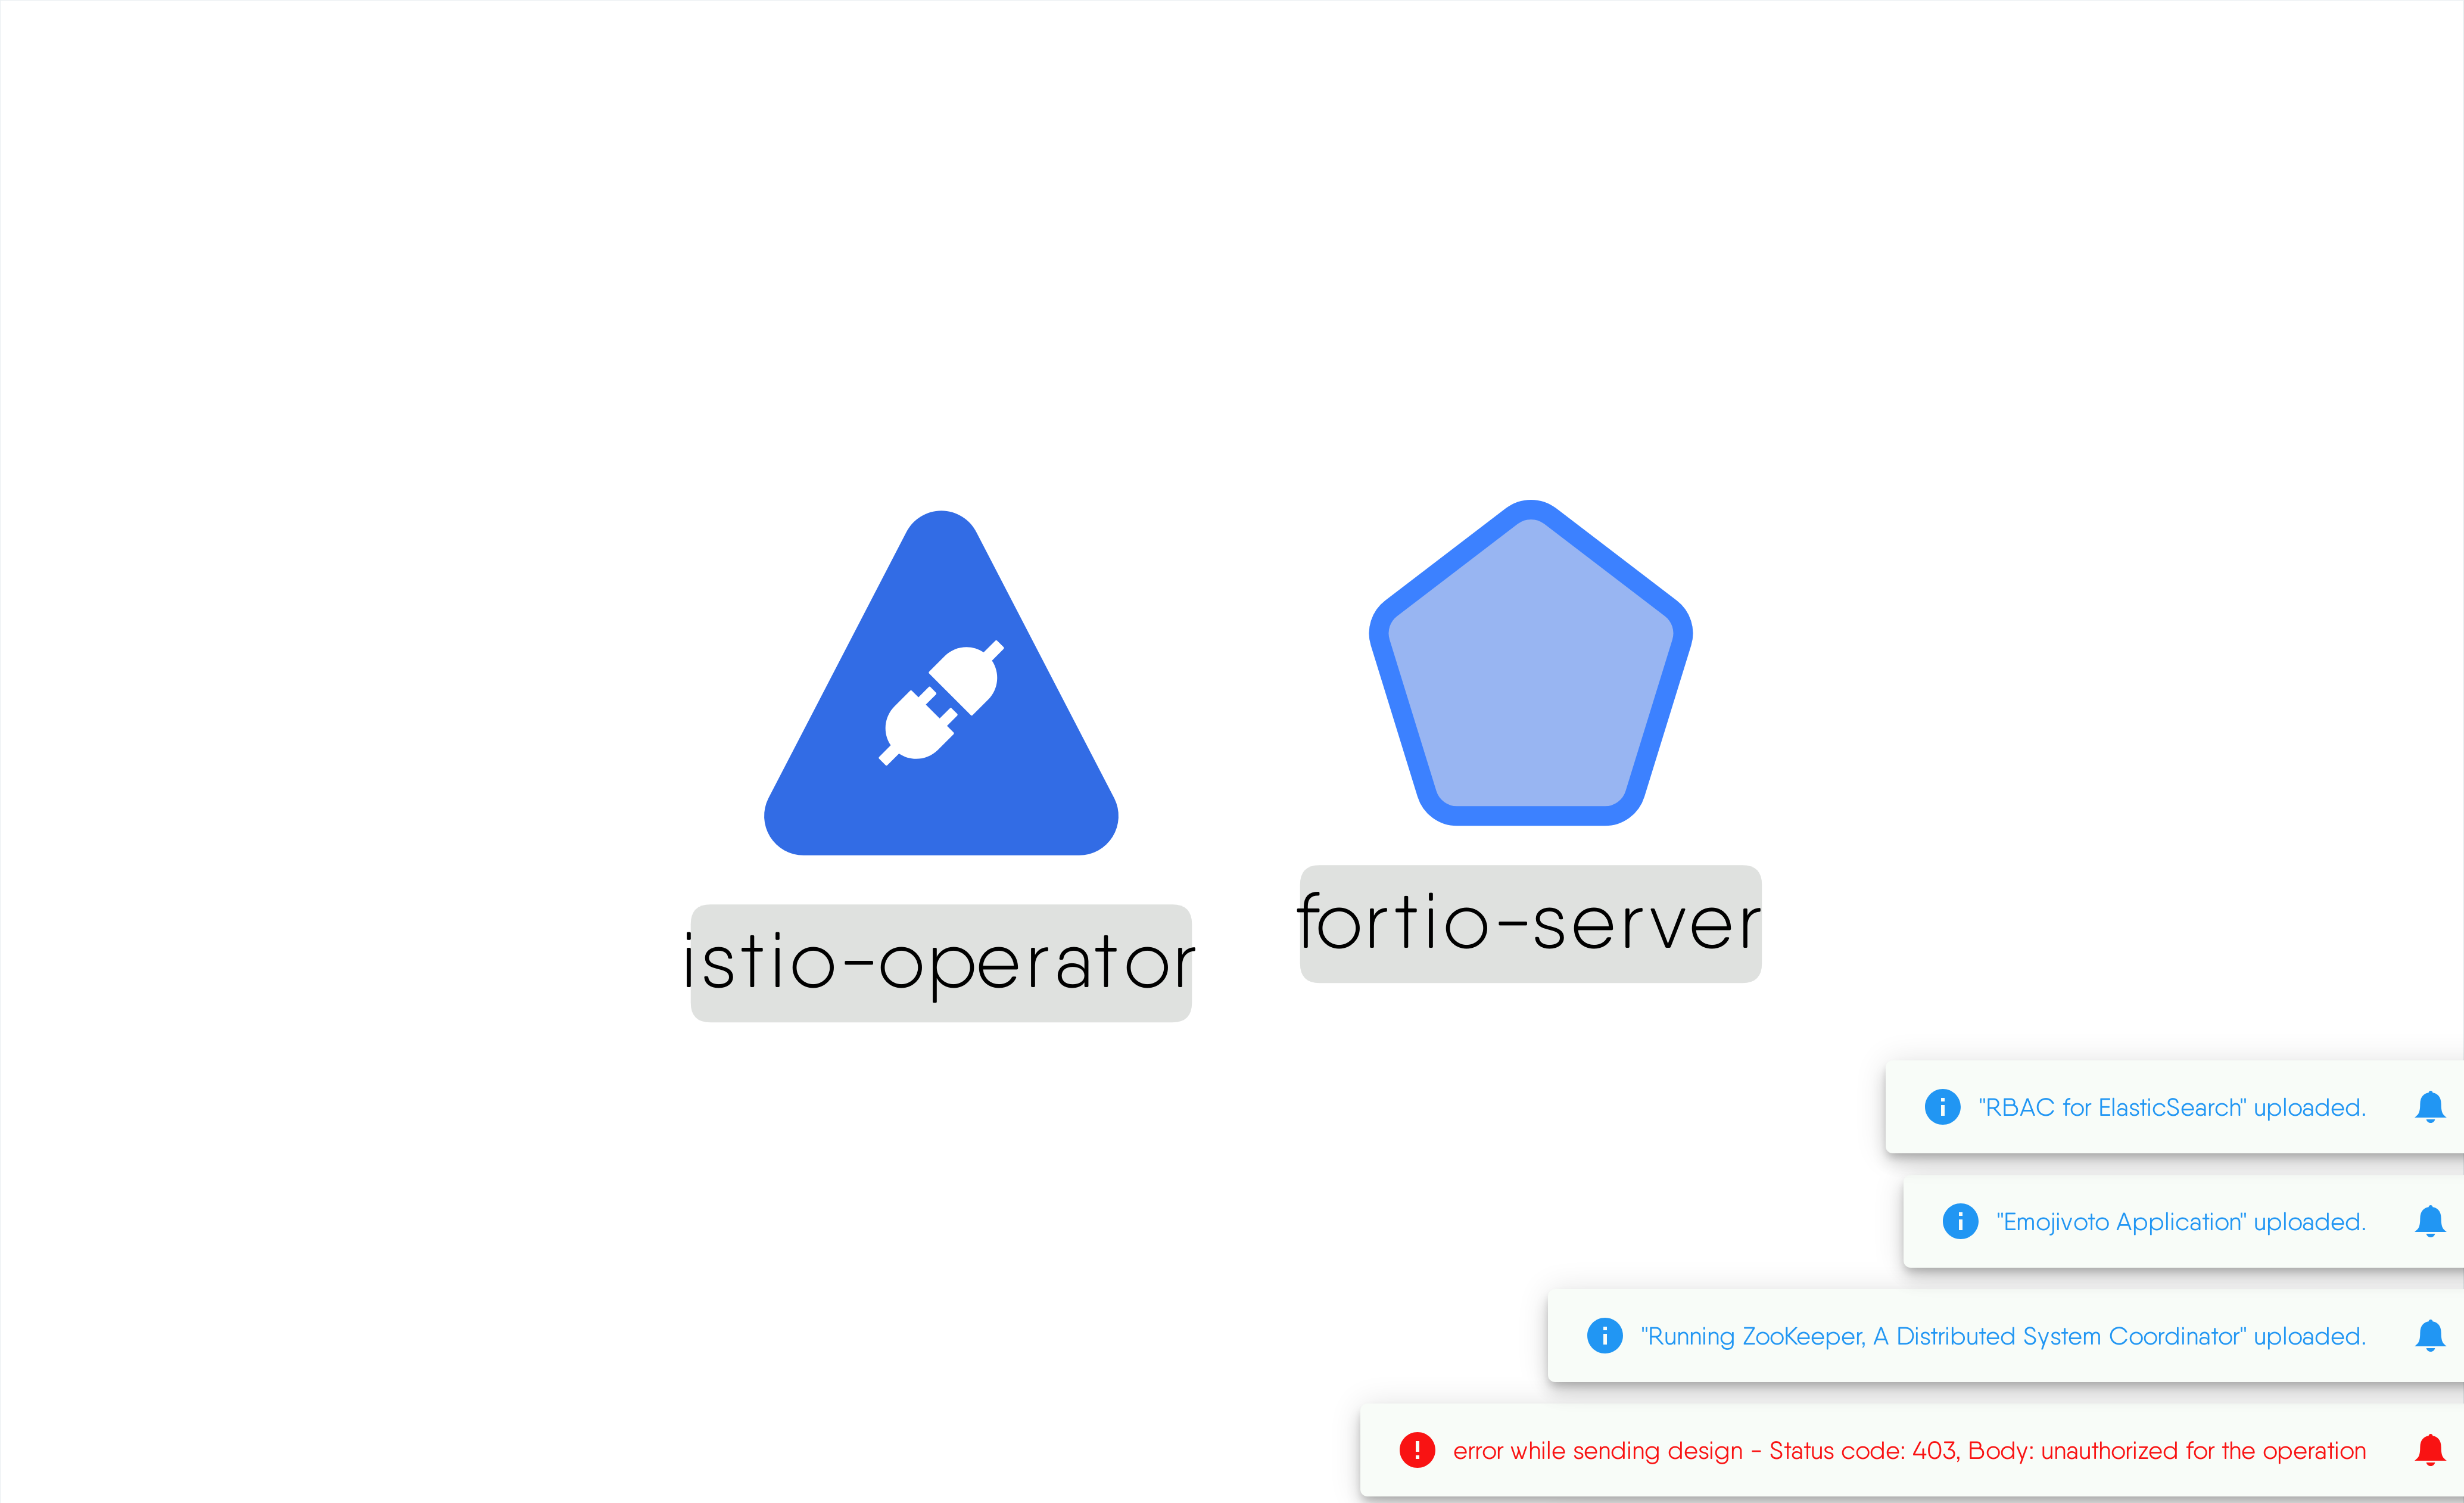 istio-operator
fortio-server
"RBAC for ElasticSearch" uploaded.
"Emojivoto Application" uploaded.
"Running ZooKeeper, A Distributed System Coordinator" uploaded.
error while sending design - Status code: 403, Body: unauthorized for the operation